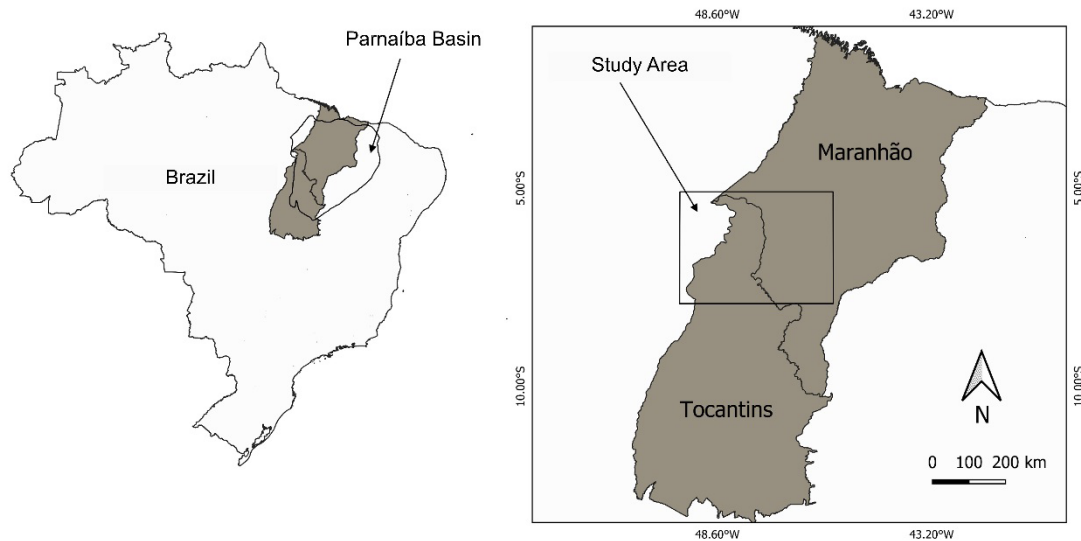 Parnaíba Basin
Brazil
48.60°W
43.20°W
Study Area
Maranhão
5.00°S
5.00°S
10.00°S
10.00°S
Tocantins
N
0 100 200 km
48.60°W
43.20°W